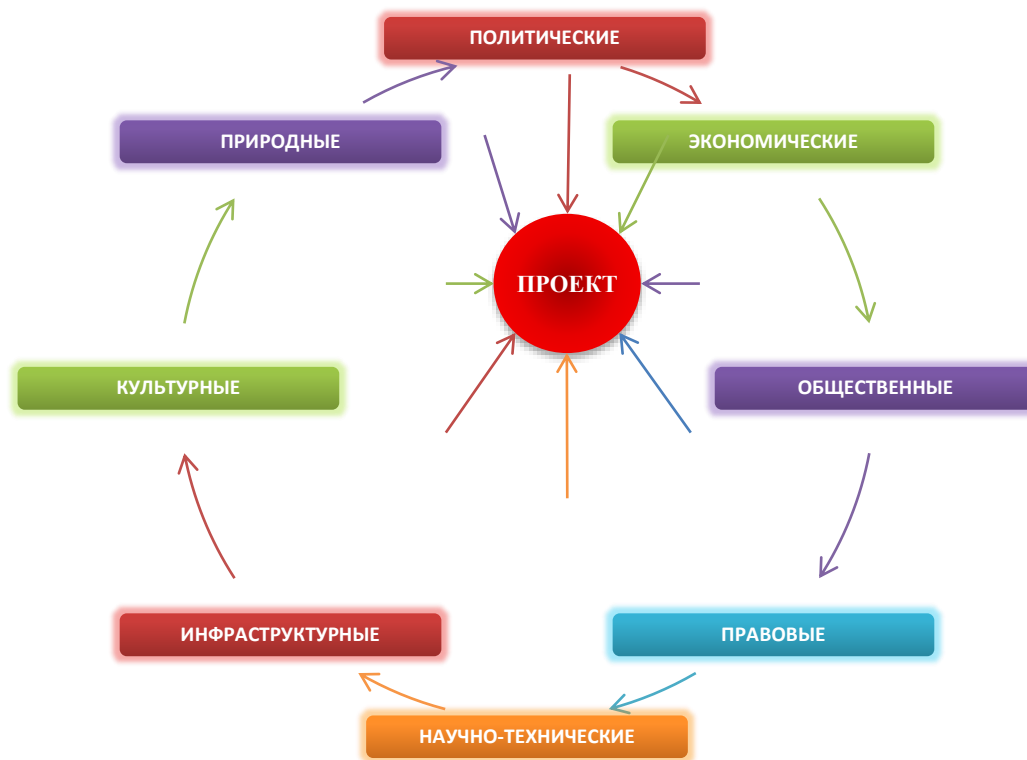 ПОЛИТИЧЕСКИЕ
ПРИРОДНЫЕ
ЭКОНОМИЧЕСКИЕ
ПРОЕКТ
КУЛЬТУРНЫЕ
ОБЩЕСТВЕННЫЕ
ИНФРАСТРУКТУРНЫЕ
ПРАВОВЫЕ
НАУЧНО-ТЕХНИЧЕСКИЕ